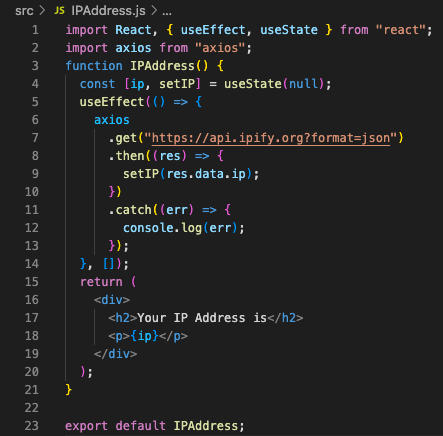 src > JS IPAddress.js > ...
1 import React, { useEffect, useState } from "react";
2 import axios from "axios";
3 function IPAddress() {
4   const [ip, setIP] = useState(null);
5   useEffect(() => {
6     axios
7       .get("https://api.ipify.org?format=json")
8       .then((res) => {
9         setIP(res.data.ip);
10       })
11       .catch((err) => {
12         console.log(err);
13       });
14   }, []);
15   return (
16     <div>
17       <h2>Your IP Address is</h2>
18       <p>{ip}</p>
19     </div>
20   );
21 }
22
23 export default IPAddress;